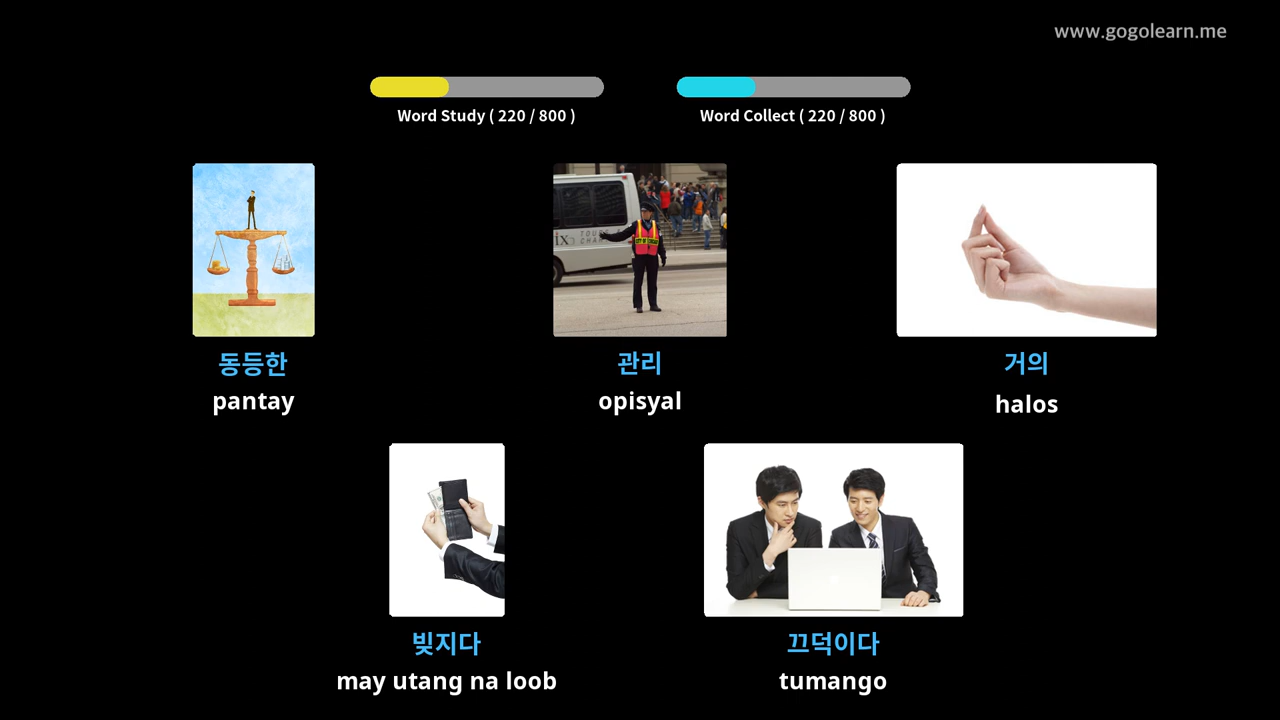 www.gogolearn.me
Word Study ( 220 / 800 )
Word Collect ( 220 / 800 )
동등한
pantay
관리
opisyal
거의
halos
빚지다
may utang na loob
끄덕이다
tumango